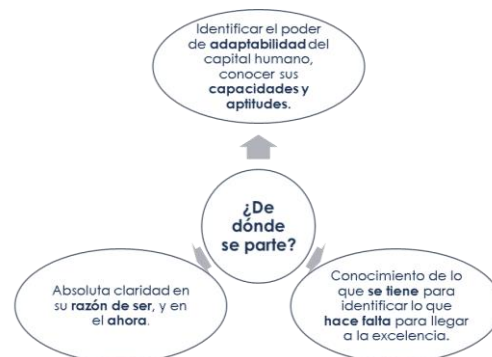 Identificar el poder
de adaptabilidad del
capital humano,
conocer sus
capacidades y
aptitudes.
¿De
dónde
se parte?
Absoluta claridad en
su razón de ser, y en
el ahora.
Conocimiento de lo
que se tiene para
identificar lo que
hace falta para llegar
a la excelencia.